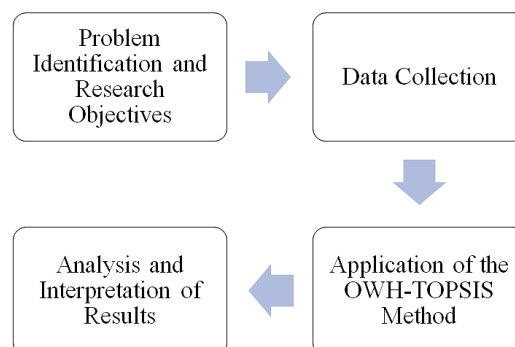 Problem
Identification and
Research
Objectives
Data Collection
Application of the
OWH-TOPSIS
Method
Analysis and
Interpretation of
Results